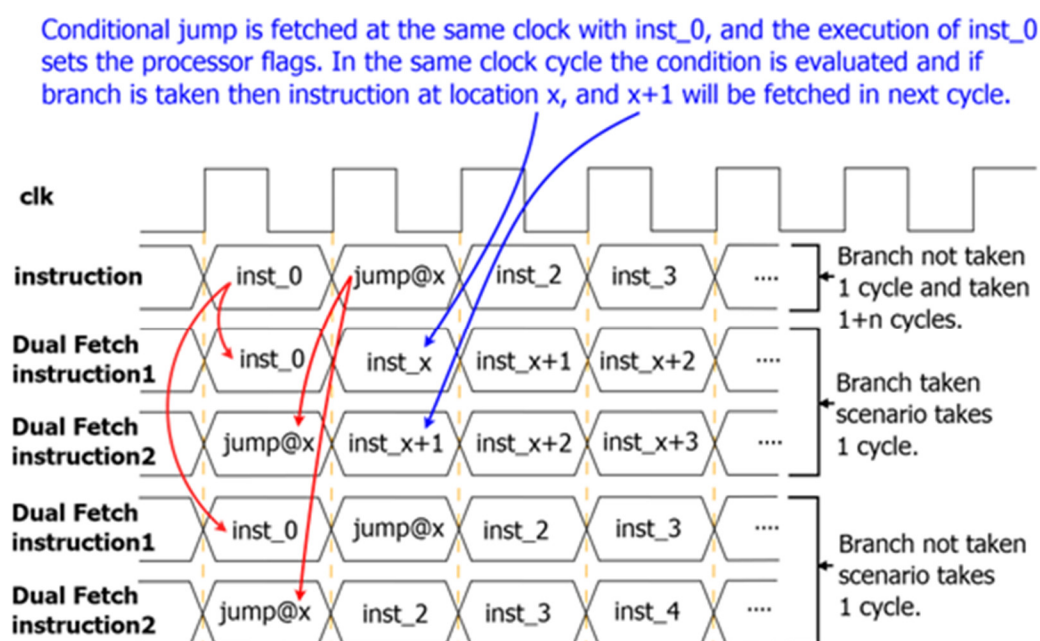 Conditional jump is fetched at the same clock with inst_0, and the execution of inst_0
sets the processor flags. In the same clock cycle the condition is evaluated and if
branch is taken then instruction at location x, and x+1 will be fetched in next cycle.
clk
instruction
inst_0
jump@x
inst_2
inst_3
....
Branch not taken
1 cycle and taken
1+n cycles.
Dual Fetch
instruction1
inst_0
inst_x
inst_x+1
inst_x+2
....
Dual Fetch
instruction2
jump@x
inst_x+1
inst_x+2
inst_x+3
....
Branch taken
scenario takes
1 cycle.
Dual Fetch
instruction1
inst_0
jump@x
inst_2
inst_3
....
Dual Fetch
instruction2
jump@x
inst_2
inst_3
inst_4
....
Branch not taken
scenario takes
1 cycle.